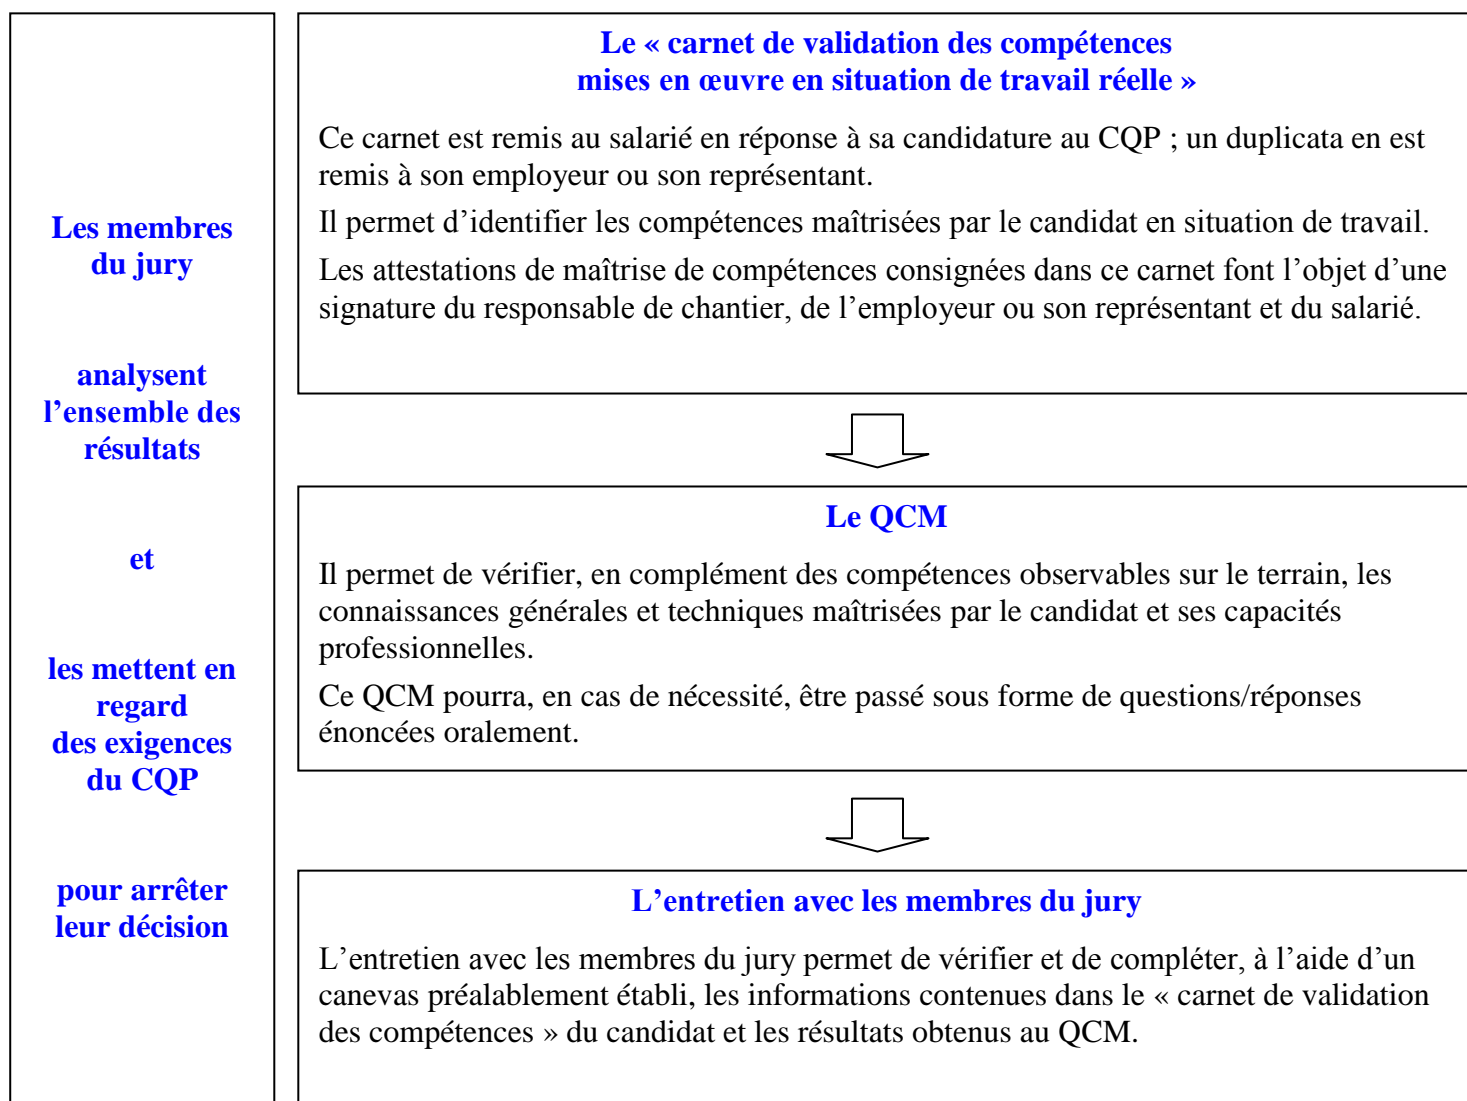 Les membres
du jury
analysent
l’ensemble des
résultats
et
les mettent en
regard
des exigences
du CQP
pour arrêter
leur décision
Le « carnet de validation des compétences
mises en œuvre en situation de travail réelle »
Ce carnet est remis au salarié en réponse à sa candidature au CQP ; un duplicata en est
remis à son employeur ou son représentant.
Il permet d’identifier les compétences maîtrisées par le candidat en situation de travail.
Les attestations de maîtrise de compétences consignées dans ce carnet font l’objet d’une
signature du responsable de chantier, de l’employeur ou son représentant et du salarié.
Le QCM
Il permet de vérifier, en complément des compétences observables sur le terrain, les
connaissances générales et techniques maîtrisées par le candidat et ses capacités
professionnelles.
Ce QCM pourra, en cas de nécessité, être passé sous forme de questions/réponses
énoncées oralement.
L’entretien avec les membres du jury
L’entretien avec les membres du jury permet de vérifier et de compléter, à l’aide d’un
canevas préalablement établi, les informations contenues dans le « carnet de validation
des compétences » du candidat et les résultats obtenus au QCM.